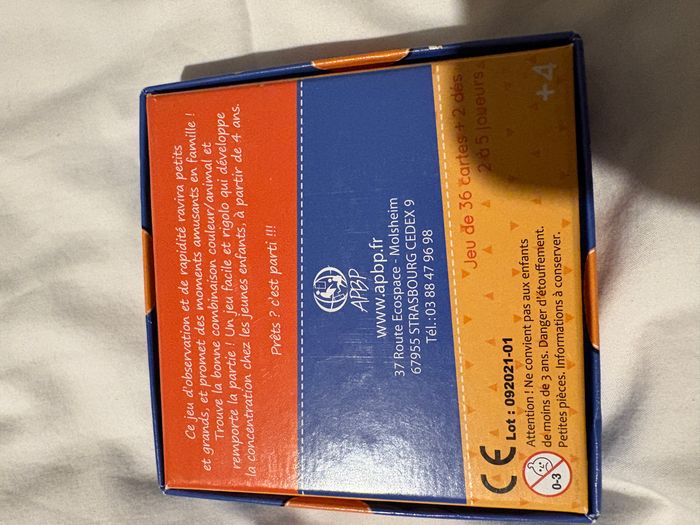 Ce jeu d'observation et de rapidité ravira petits
et grands, et promet des moments amusants en famille !
Trouve la bonne combinaison couleur/animal et
remporte la partie ! Un jeu facile et rigolo qui développe
la concentration chez les jeunes enfants, à partir de 4 ans.
Prêts ? c'est parti !!!
APBP
www.apbp.fr
37 Route Ecospace - Molsheim
67955 STRASBOURG CEDEX 9
Tél. : 03 88 47 96 98
Jeu de 36 cartes + 2 dés
2 à 5 joueurs
+4
CE Lot : 092021-01
0-3
Attention ! Ne convient pas aux enfants
de moins de 3 ans. Danger d'étouffement.
Petites pièces. Informations à conserver.